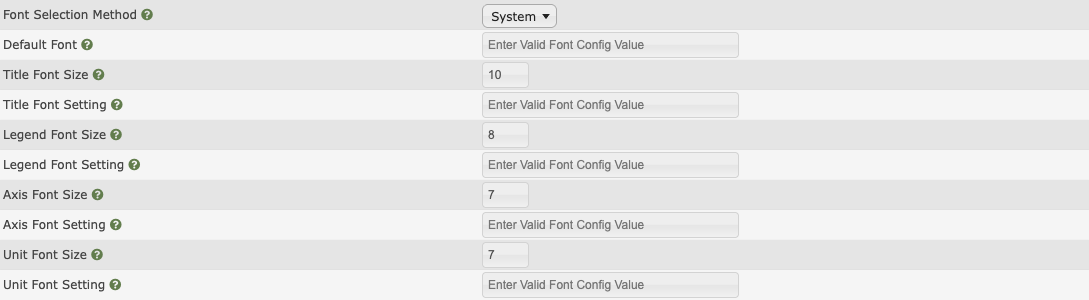 Font Selection Method ? System
Default Font ? Enter Valid Font Config Value
Title Font Size ? 10
Title Font Setting ? Enter Valid Font Config Value
Legend Font Size ? 8
Legend Font Setting ? Enter Valid Font Config Value
Axis Font Size ? 7
Axis Font Setting ? Enter Valid Font Config Value
Unit Font Size ? 7
Unit Font Setting ? Enter Valid Font Config Value